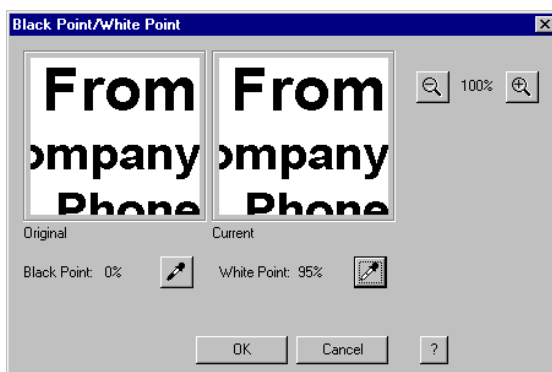 Black Point/White Point
From
ompany
Phone
From
ompany
Phone
100%
Original
Current
Black Point: 0%
White Point: 95%
OK
Cancel
?